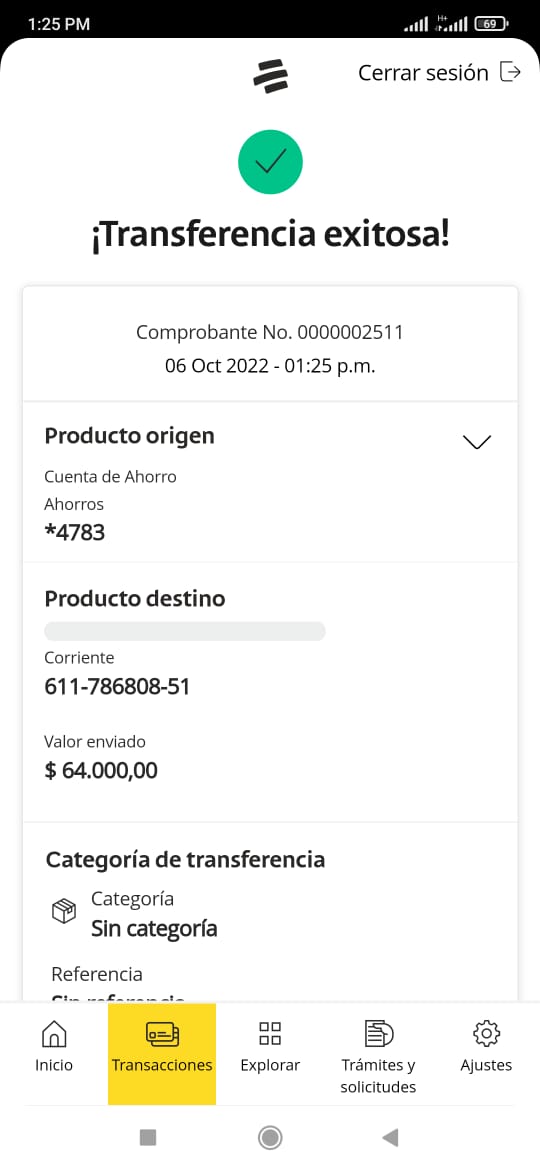 1:25 PM
H+
69
Cerrar sesión
¡Transferencia exitosa!
Comprobante No. 0000002511
06 Oct 2022 - 01:25 p.m.
Producto origen
Cuenta de Ahorro
Ahorros
*4783
Producto destino
Corriente
611-786808-51
Valor enviado
$ 64.000,00
Categoría de transferencia
Categoría
Sin categoría
Referencia
Sin referencia
Inicio
Transacciones
Explorar
Trámites y
solicitudes
Ajustes